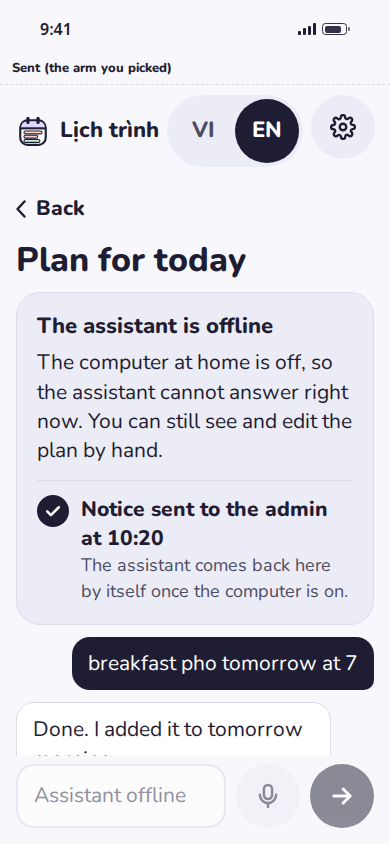 9:41
Sent (the arm you picked)
Lịch trình VI EN
Back
Plan for today
The assistant is offline
The computer at home is off, so
the assistant cannot answer right
now. You can still see and edit the
plan by hand.
Notice sent to the admin
at 10:20
The assistant comes back here
by itself once the computer is on.
breakfast pho tomorrow at 7
Done. I added it to tomorrow
Assistant offline